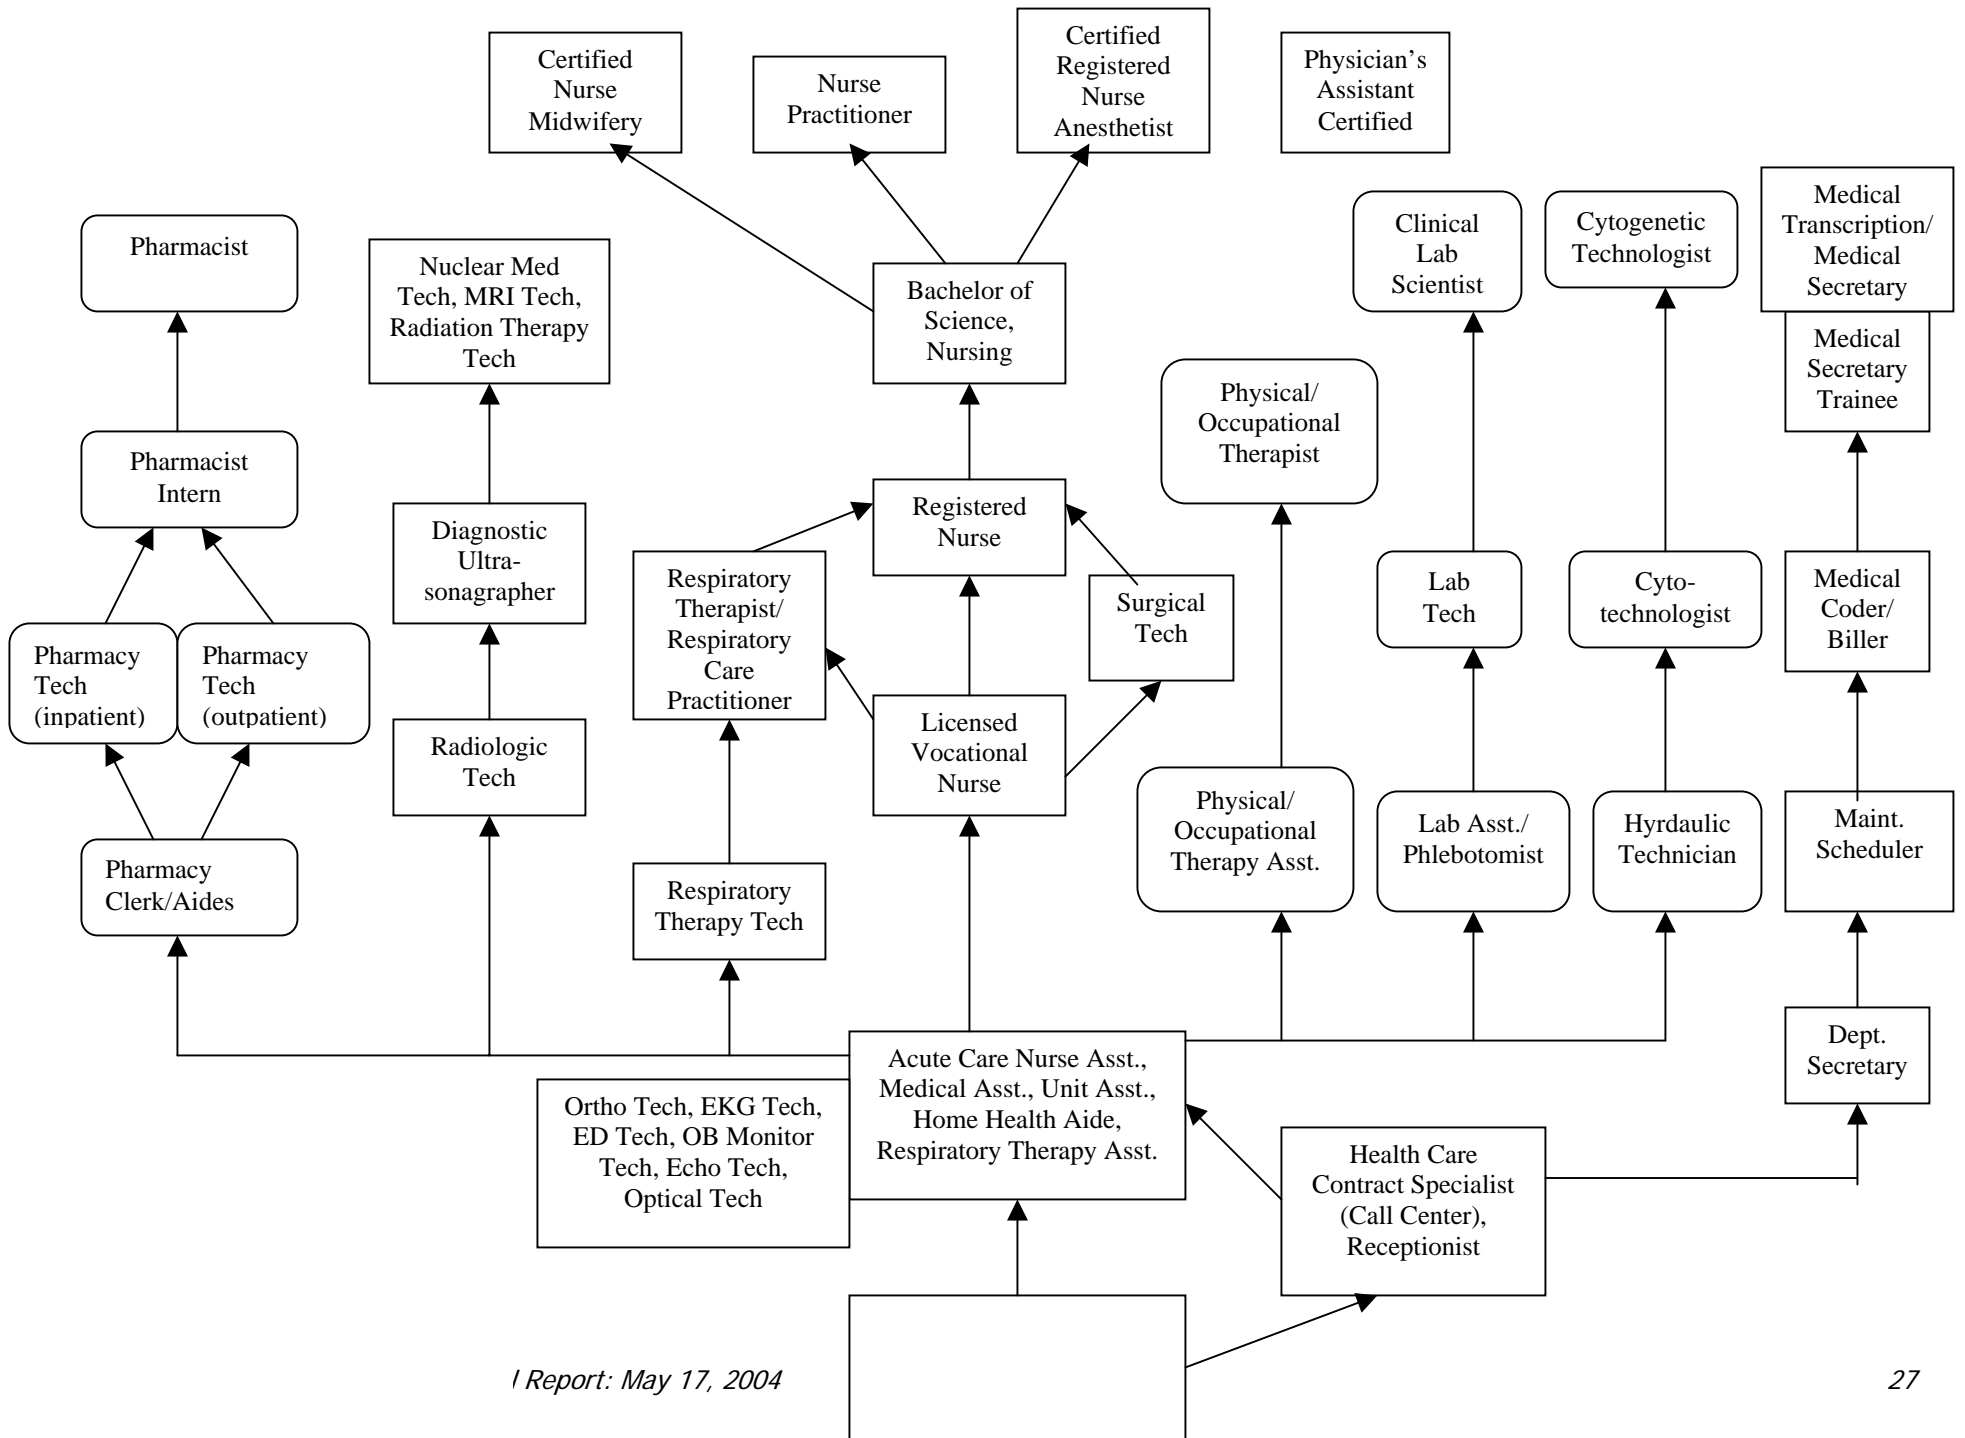 Certified
Nurse
Midwifery
Nurse
Practitioner
Certified
Registered
Nurse
Anesthetist
Physician's
Assistant
Certified
Pharmacist
Nuclear Med
Tech, MRI Tech,
Radiation Therapy
Tech
Bachelor of
Science,
Nursing
Clinical
Lab
Scientist
Cytogenetic
Technologist
Medical
Transcription/
Medical
Secretary
Medical
Secretary
Trainee
Physical/
Occupational
Therapist
Pharmacist
Intern
Diagnostic
Ultra-
sonagrapher
Registered
Nurse
Respiratory
Therapist/
Respiratory
Care
Practitioner
Surgical
Tech
Lab
Tech
Cyto-
technologist
Medical
Coder/
Biller
Pharmacy
Tech
(inpatient)
Pharmacy
Tech
(outpatient)
Radiologic
Tech
Licensed
Vocational
Nurse
Physical/
Occupational
Therapy Asst.
Lab Asst./
Phlebotomist
Hyrdaulic
Technician
Maint.
Scheduler
Pharmacy
Clerk/Aides
Respiratory
Therapy Tech
Dept.
Secretary
Acute Care Nurse Asst.,
Medical Asst., Unit Asst.,
Home Health Aide,
Respiratory Therapy Asst.
Ortho Tech, EKG Tech,
ED Tech, OB Monitor
Tech, Echo Tech,
Optical Tech
Health Care
Contract Specialist
(Call Center),
Receptionist
Report: May 17, 2004
27